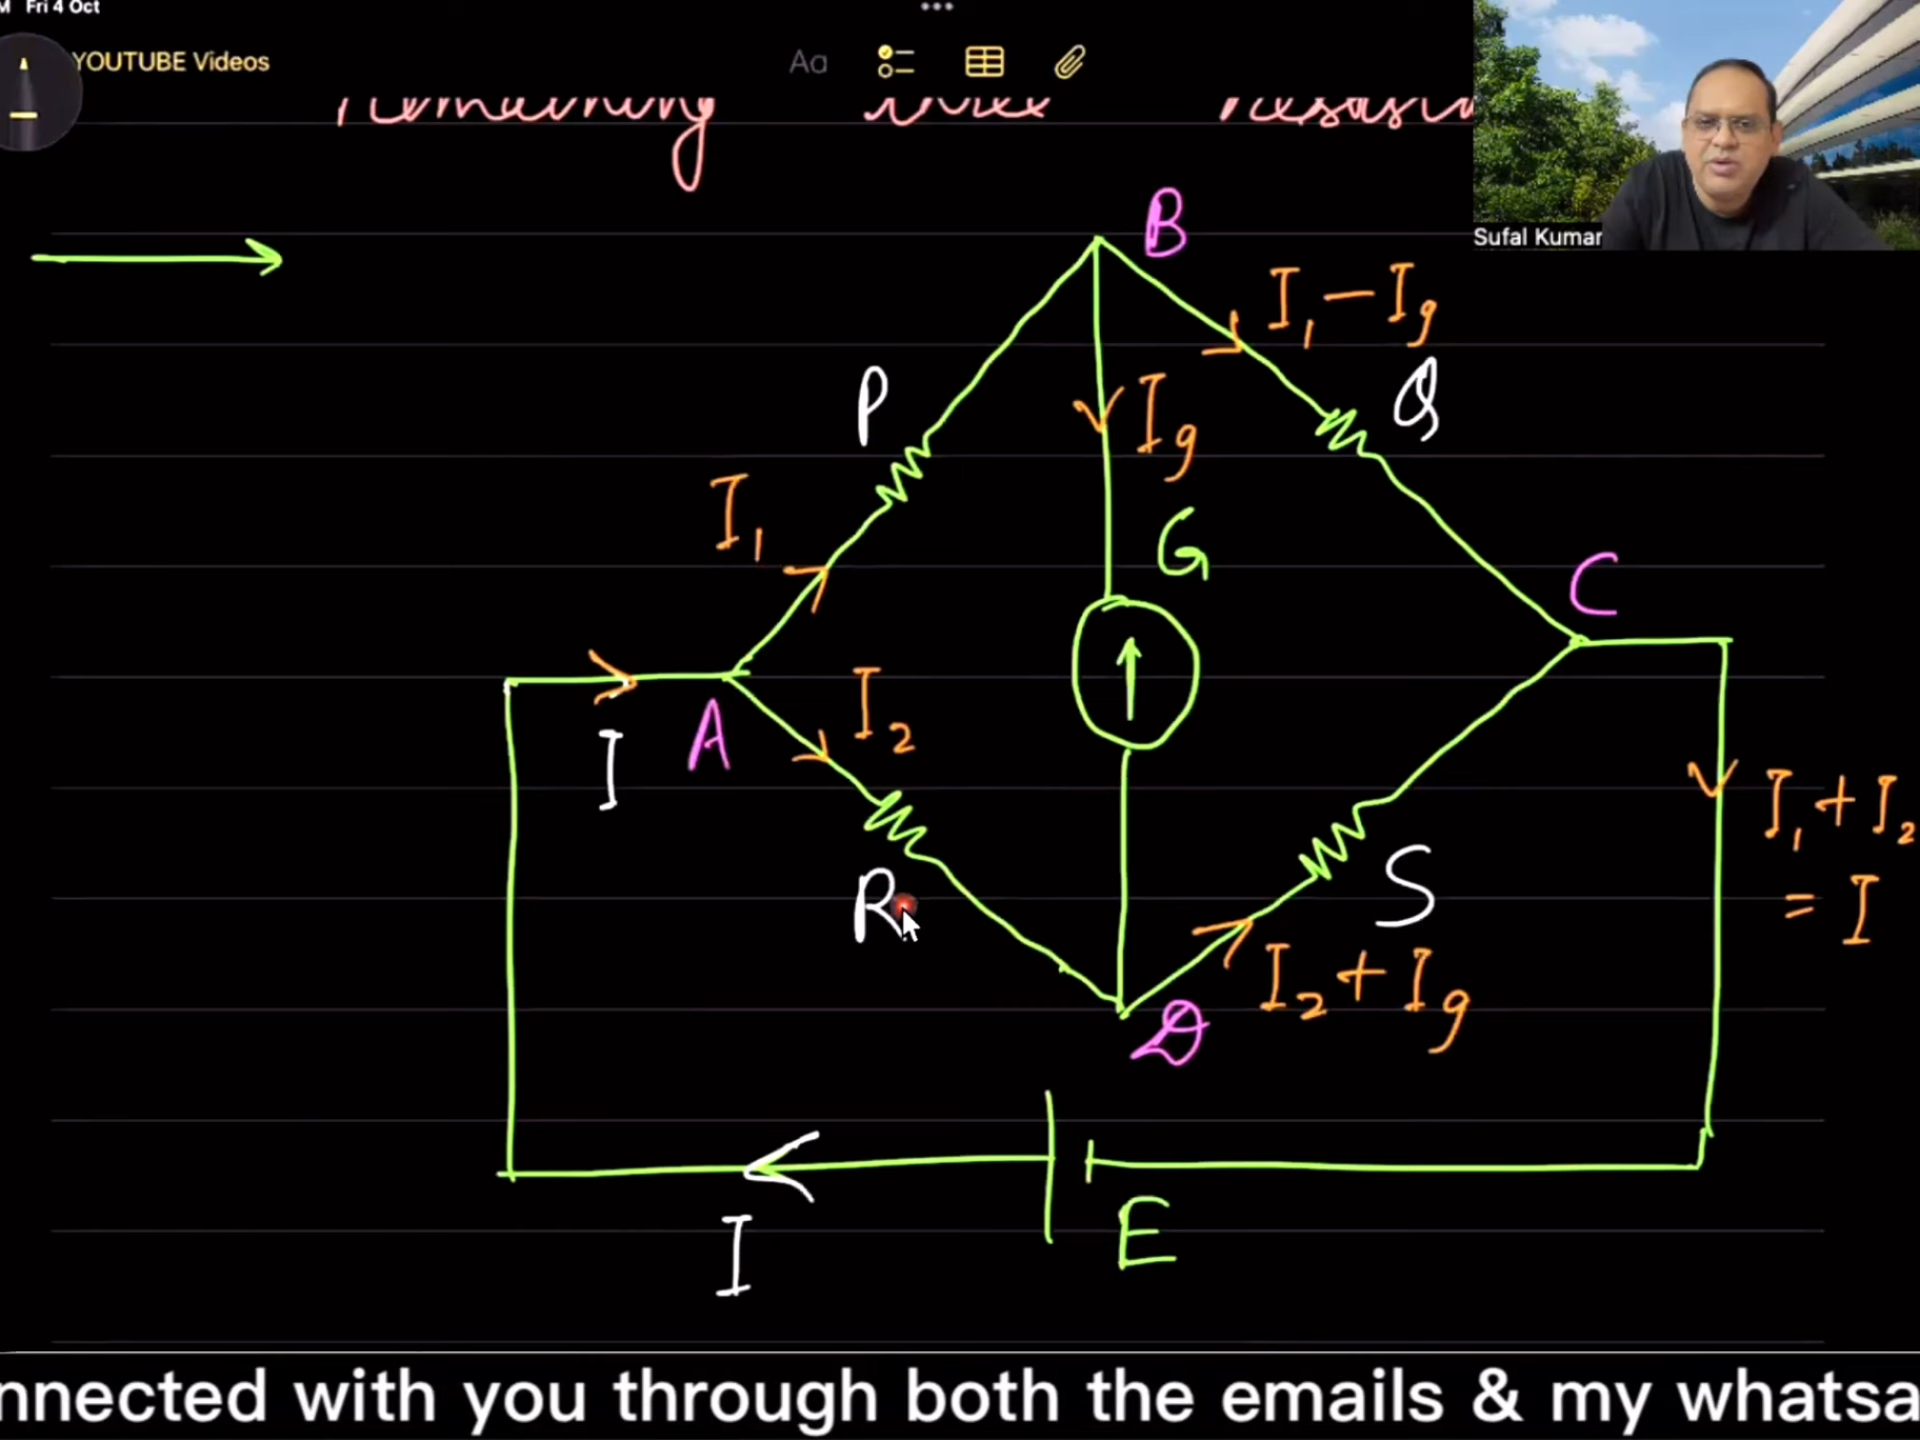 Fri 4 Oct
YOUTUBE Videos
Aa
Remaining
Sufal Kumar
B
I₁ - Ig
P
Q
Ig
I₁
G
C
I₂
A
I
I₁ + I₂
= I
R
S
I₂ + Ig
D
E
I
nnected with you through both the emails & my whatsa